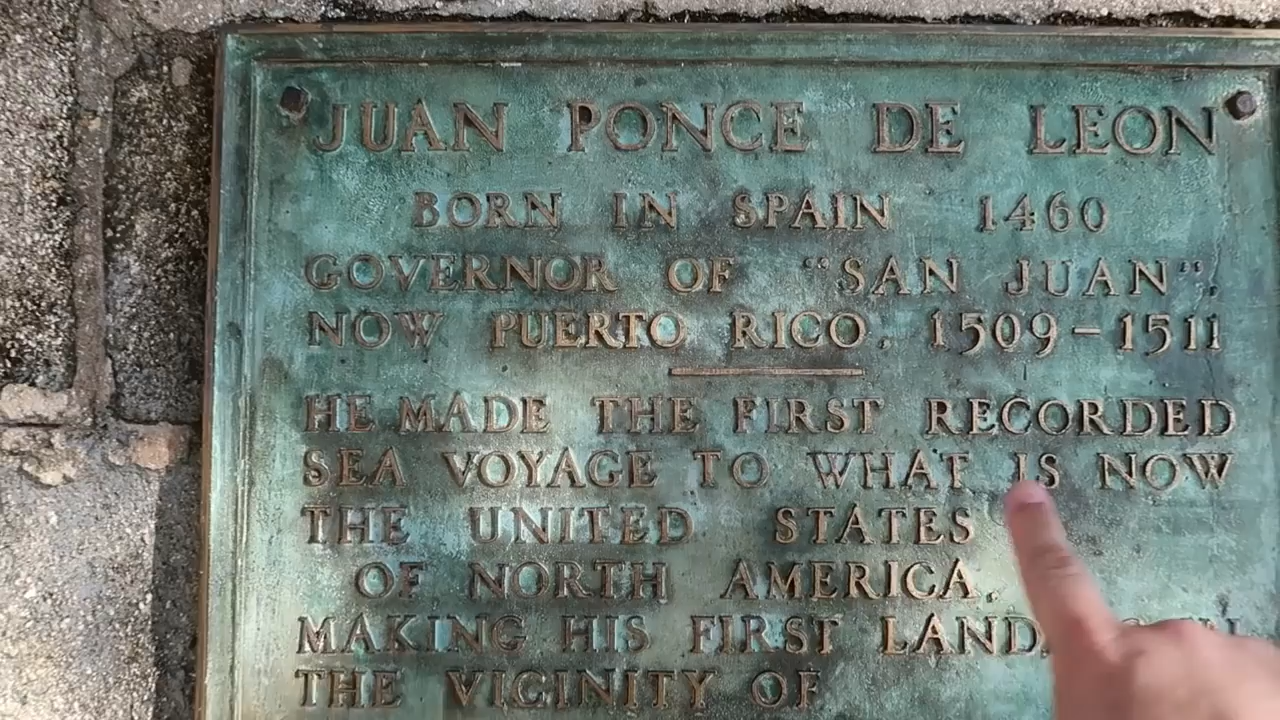 JUAN PONCE DE LEON
BORN IN SPAIN 1460
GOVERNOR OF "SAN JUAN",
NOW PUERTO RICO, 1509-1511
HE MADE THE FIRST RECORDED
SEA VOYAGE TO WHAT IS NOW
THE UNITED STATES
OF NORTH AMERICA,
MAKING HIS FIRST
THE VICINITY OF